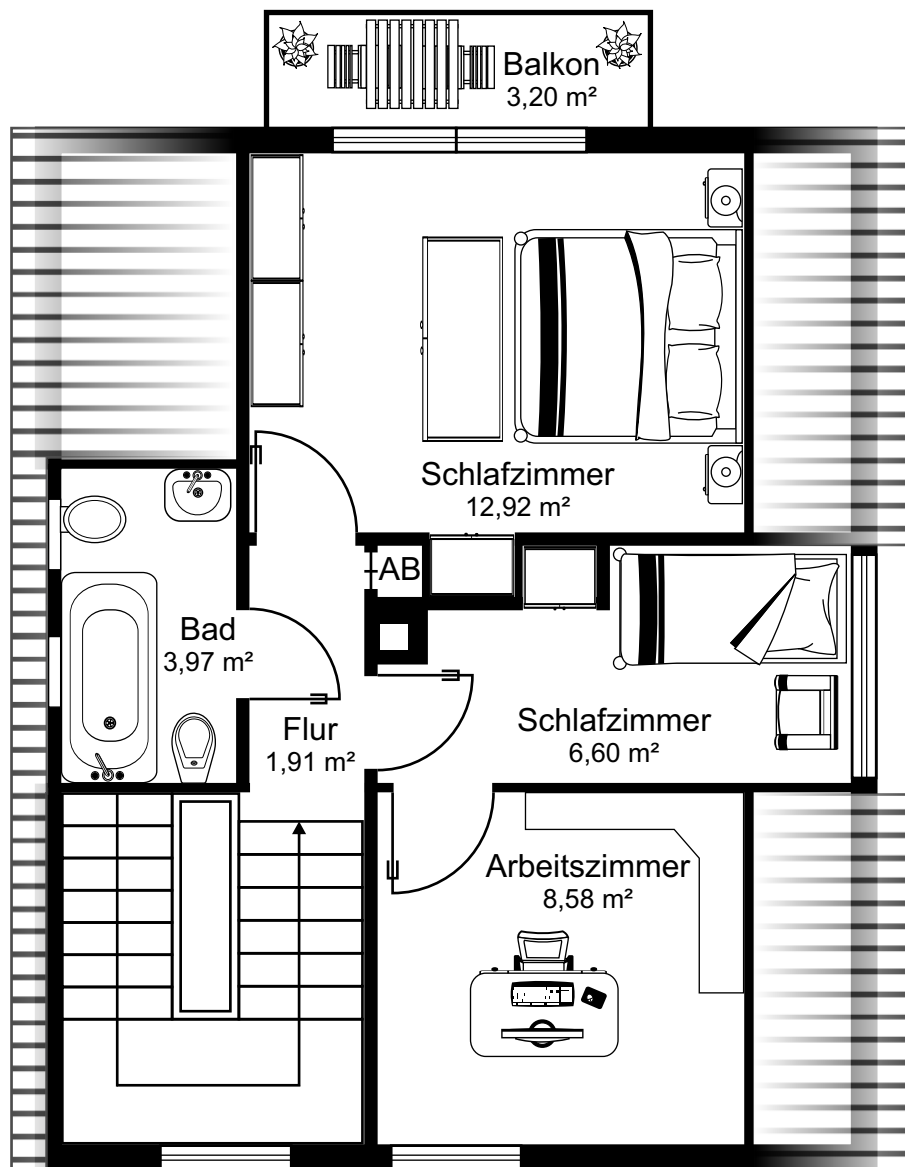 Balkon
3,20 m²
Schlafzimmer
12,92 m²
AB
Bad
3,97 m²
Flur
1,91 m²
Schlafzimmer
6,60 m²
Arbeitszimmer
8,58 m²